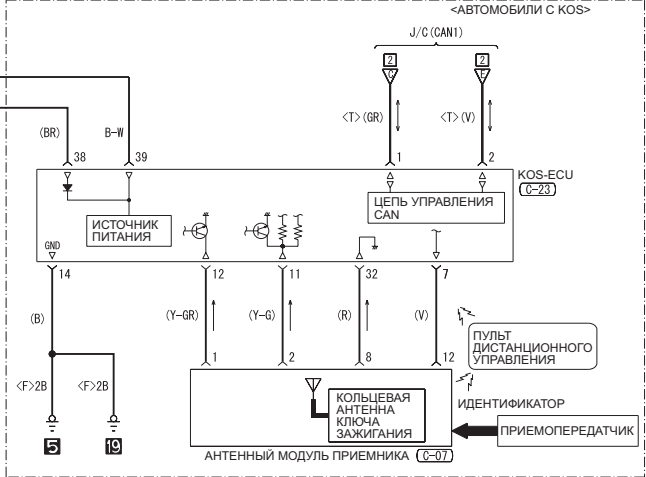 <АВТОМОБИЛИ С KOS>
J/C(CAN1)
2 2
C E
<T>(GR) <T>(V)
(BR) B-W
38 39 1 2
KOS-ECU
C-23
ИСТОЧНИК
ПИТАНИЯ
ЦЕПЬ УПРАВЛЕНИЯ
CAN
GND
14 12 11 32 7
(B) (Y-GR) (Y-G) (R) (V)
ПУЛЬТ
ДИСТАНЦИОННОГО
УПРАВЛЕНИЯ
1 2 8 12
<F>2B <F>2B
5 19
КОЛЬЦЕВАЯ
АНТЕННА
КЛЮЧА
ЗАЖИГАНИЯ
ИДЕНТИФИКАТОР
ПРИЕМОПЕРЕДАТЧИК
АНТЕННЫЙ МОДУЛЬ ПРИЕМНИКА C-07